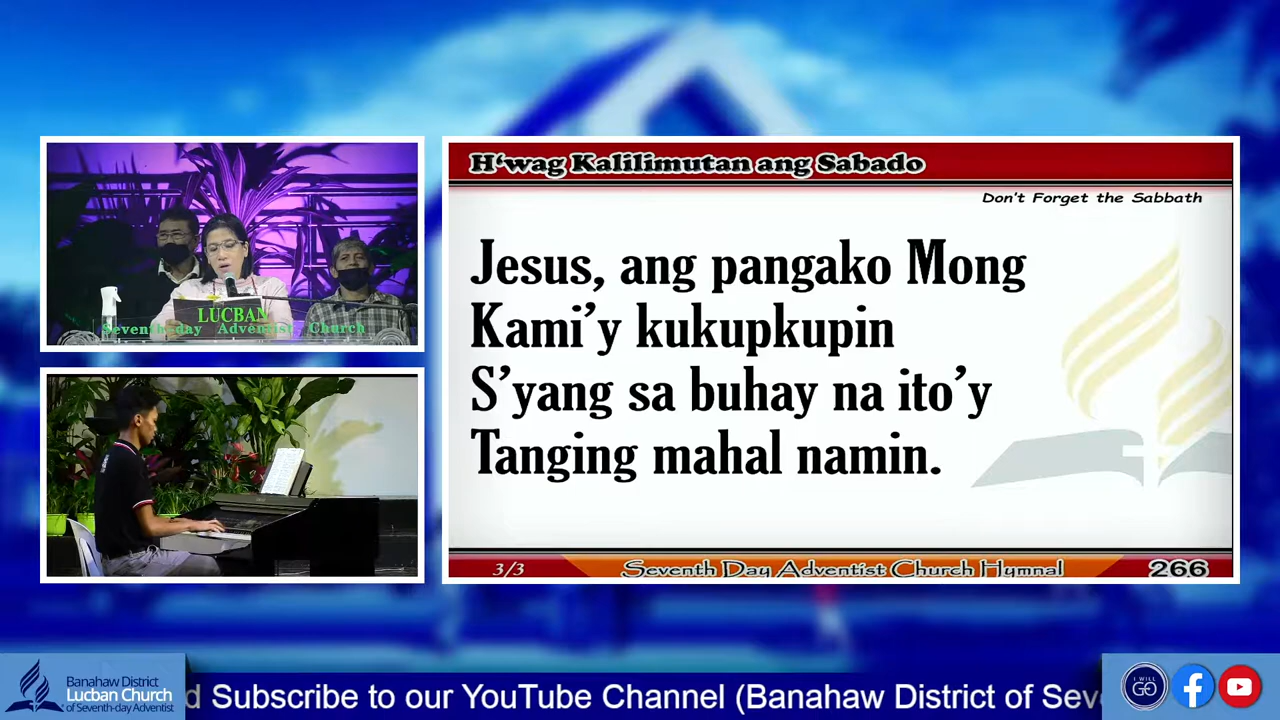 H'wag Kalilimutan ang Sabado
Don't Forget the Sabbath
Jesus, ang pangako Mong
Kami'y kukupkupin
S'yang sa buhay na ito'y
Tanging mahal namin.
3/3
Seventh Day Adventist Church Hymnal
266
LUCBAN
Seventh-day Adventist Church
Banahaw District
Lucban Church
of Seventh-day Adventist
d Subscribe to our YouTube Channel (Banahaw District of Sev
I WILL
GO